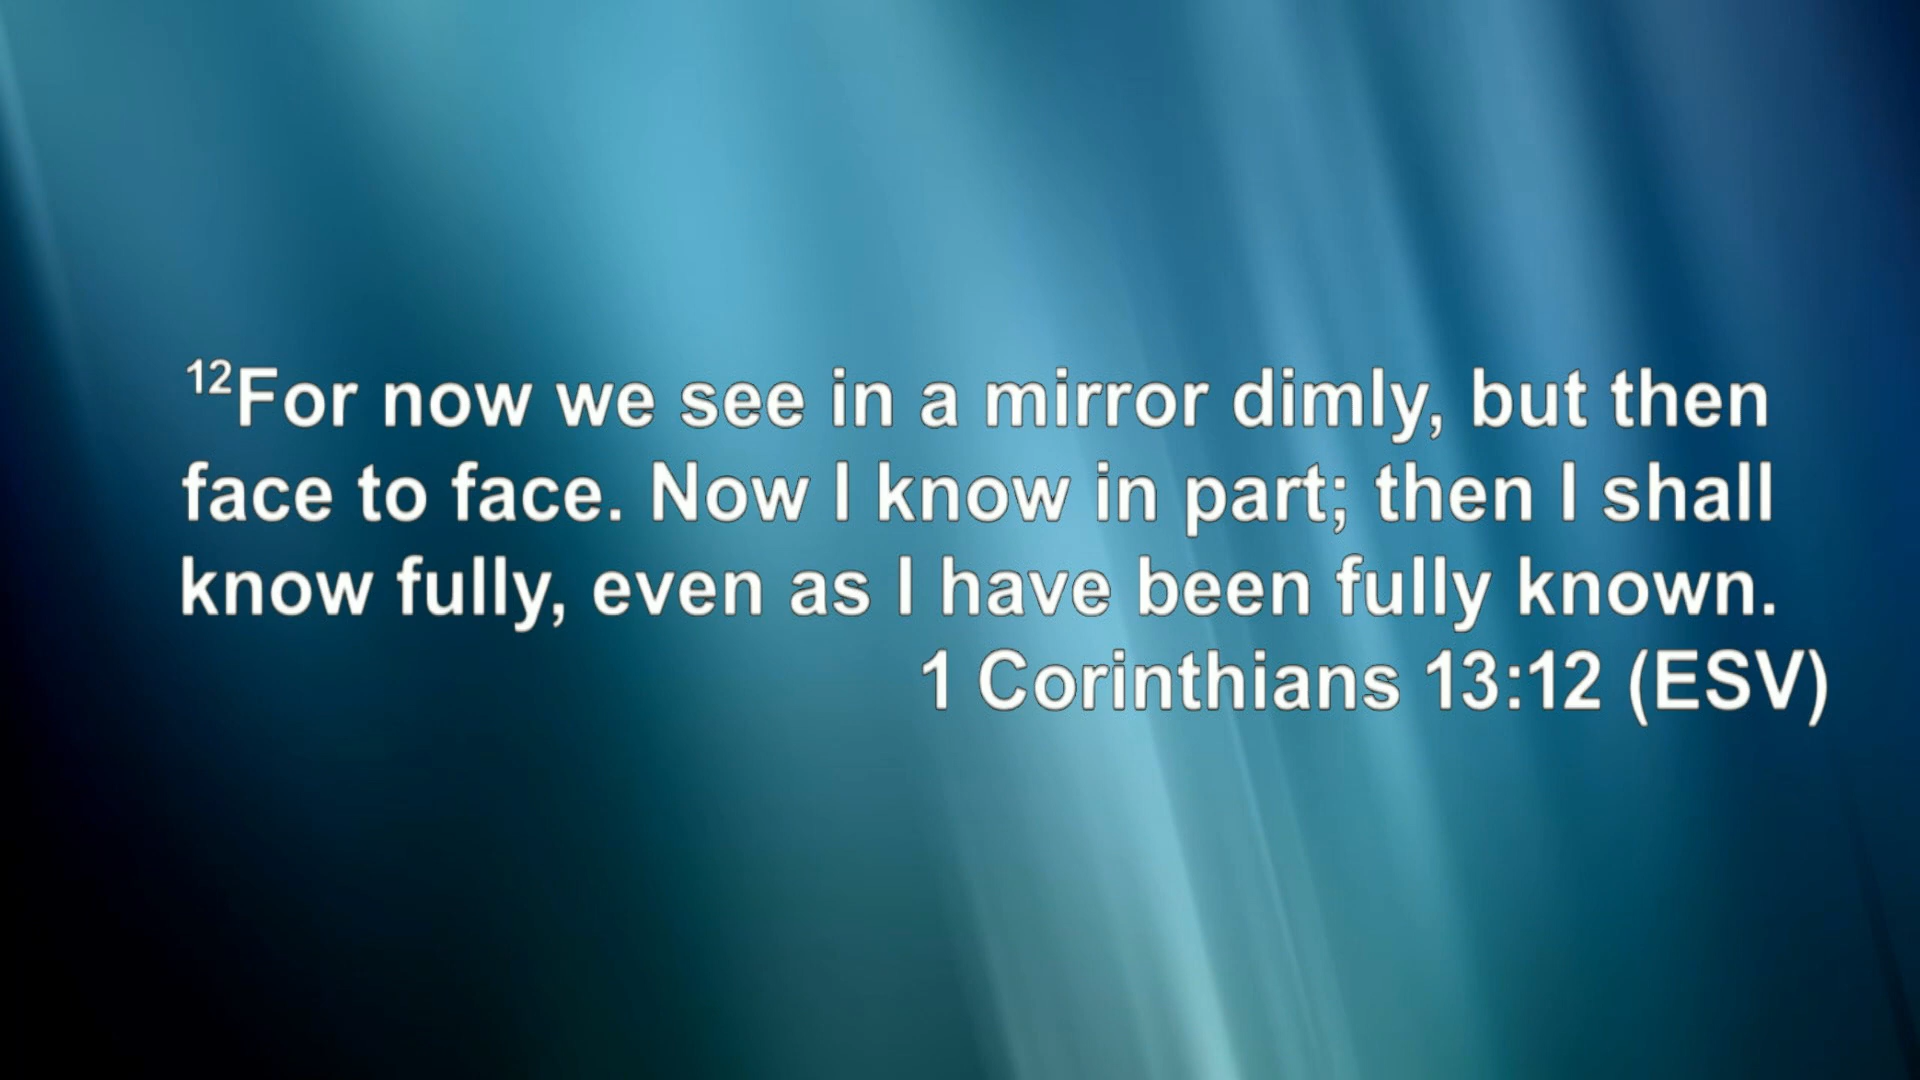 ¹²For now we see in a mirror dimly, but then
face to face. Now I know in part; then I shall
know fully, even as I have been fully known.
1 Corinthians 13:12 (ESV)